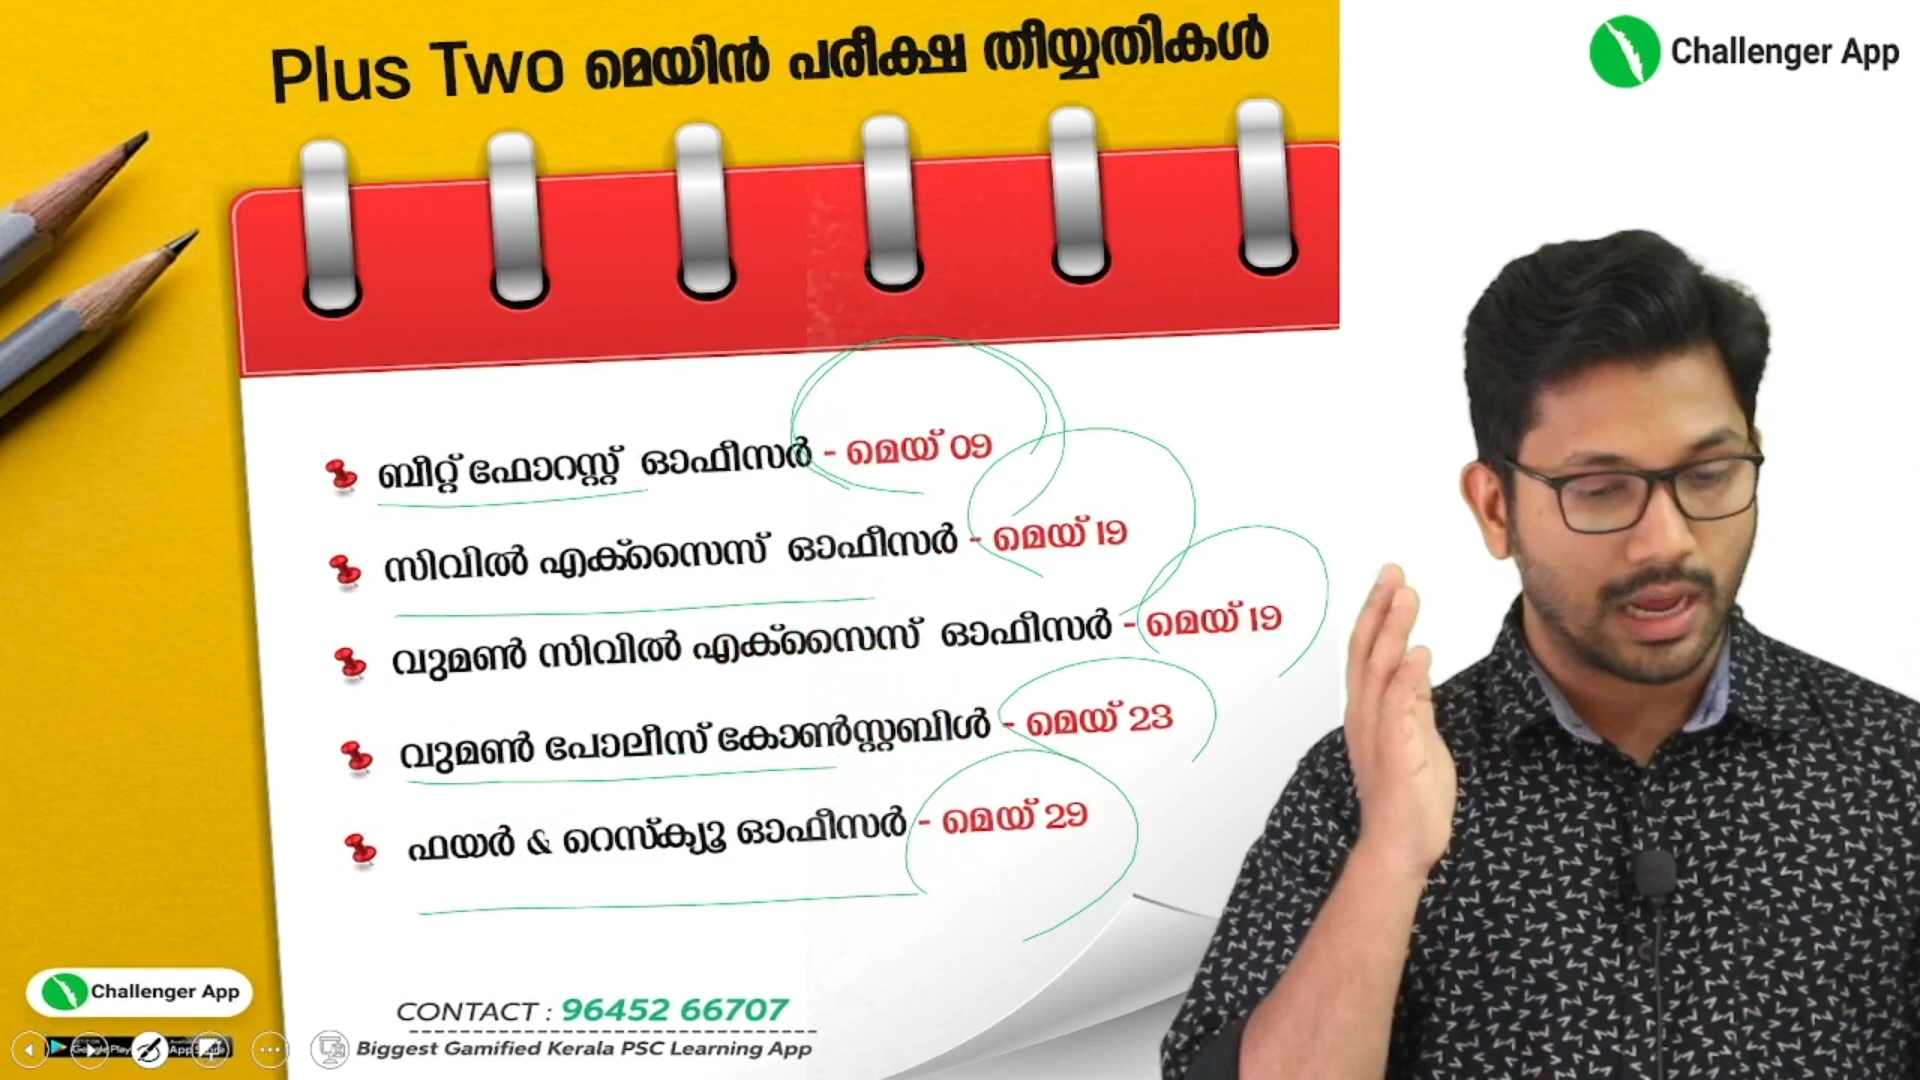 Plus Two മെയിൻ പരീക്ഷ തീയ്യതികൾ
Challenger App
ബീറ്റ് ഫോറസ്റ്റ് ഓഫീസർ - മെയ് 09
സിവിൽ എക്സൈസ് ഓഫീസർ - മെയ് 19
വുമൺ സിവിൽ എക്സൈസ് ഓഫീസർ - മെയ് 19
വുമൺ പോലീസ് കോൺസ്റ്റബിൾ - മെയ് 23
ഫയർ & റെസ്ക്യൂ ഓഫീസർ - മെയ് 29
Challenger App
CONTACT : 96452 66707
Biggest Gamified Kerala PSC Learning App